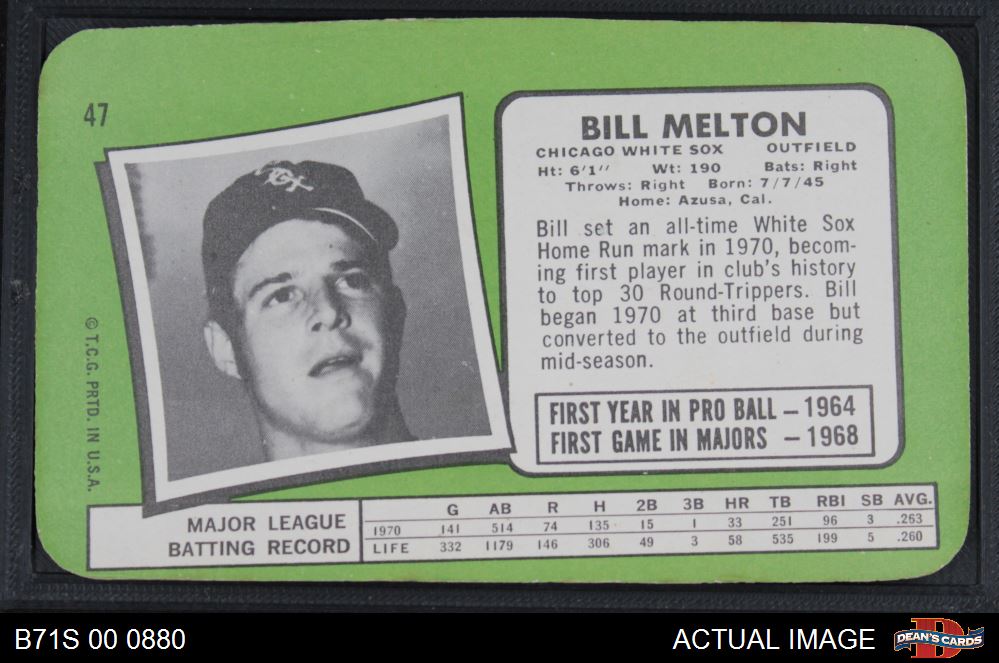 47
BILL MELTON
CHICAGO WHITE SOX OUTFIELD
Ht: 6'1" Wt: 190 Bats: Right
Throws: Right Born: 7/7/45
Home: Azusa, Cal.
Bill set an all-time White Sox
Home Run mark in 1970, becom-
ing first player in club's history
to top 30 Round-Trippers. Bill
began 1970 at third base but
converted to the outfield during
mid-season.
FIRST YEAR IN PRO BALL – 1964
FIRST GAME IN MAJORS – 1968
© T.C.G. PRTD. IN U.S.A.
MAJOR LEAGUE
BATTING RECORD
G AB R H 2B 3B HR TB RBI SB AVG.
1970 141 514 74 135 15 1 33 251 96 3 .263
LIFE 332 1179 146 306 49 3 58 535 199 5 .260
B71S 00 0880
ACTUAL IMAGE
DEAN'S CARDS